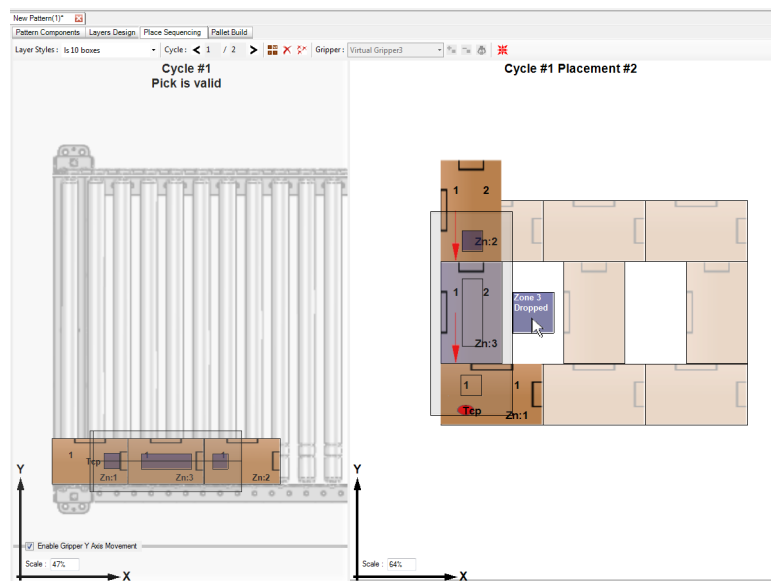 New Pattern(1)*
Pattern Components Layers Design Place Sequencing Pallet Build
Layer Styles : ls 10 boxes Cycle : < 1 / 2 > Gripper : Virtual Gripper3
Cycle #1
Pick is valid
Cycle #1 Placement #2
1 2
Zn:2
1 2
Zone 3
Dropped
Zn:3
1 1
Tcp Zn:1
1 1 1
Tcp
Zn:1 Zn:3 Zn:2
Y
Y
Enable Gripper Y Axis Movement
Scale : 47%
Scale : 64%
X
X